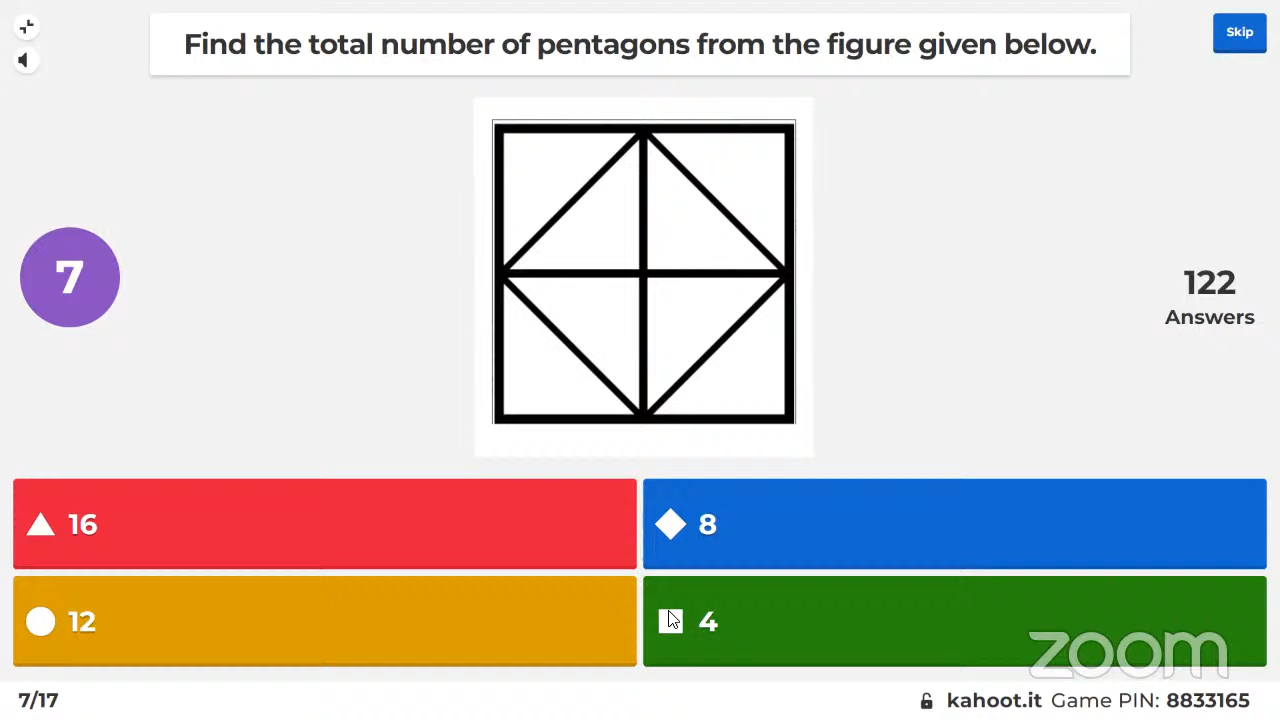 Find the total number of pentagons from the figure given below.
Skip
7
122
Answers
16
8
12
4
zoom
7/17
kahoot.it Game PIN: 8833165